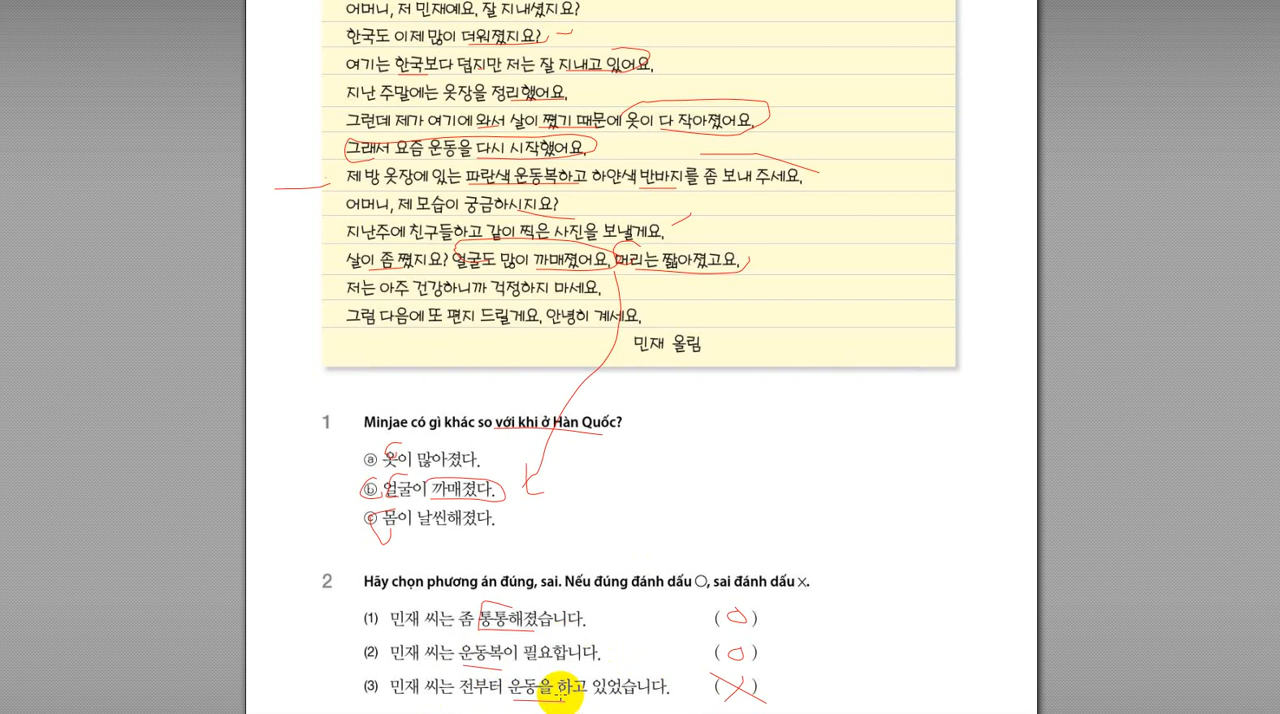 어머니, 저 민재예요. 잘 지내셨지요?
한국도 이제 많이 더워졌지요?
여기는 한국보다 덥지만 저는 잘 지내고 있어요.
지난 주말에는 옷장을 정리했어요.
그런데 제가 여기에 와서 살이 쪘기 때문에 옷이 다 작아졌어요.
그래서 요즘 운동을 다시 시작했어요.
제 방 옷장에 있는 파란색 운동복하고 하얀색 반바지를 좀 보내 주세요.
어머니, 제 모습이 궁금하시지요?
지난주에 친구들하고 같이 찍은 사진을 보낼게요.
살이 좀 쪘지요? 얼굴도 많이 까매졌어요. 머리는 짧아졌고요.
저는 아주 건강하니까 걱정하지 마세요.
그럼 다음에 또 편지 드릴게요. 안녕히 계세요.
민재 올림
1 Minjae có gì khác so với khi ở Hàn Quốc?
ⓐ 옷이 많아졌다.
ⓑ 얼굴이 까매졌다.
ⓒ 몸이 날씬해졌다.
2 Hãy chọn phương án đúng, sai. Nếu đúng đánh dấu ○, sai đánh dấu ×.
(1) 민재 씨는 좀 통통해졌습니다. ( ○ )
(2) 민재 씨는 운동복이 필요합니다. ( ○ )
(3) 민재 씨는 전부터 운동을 하고 있었습니다. ( × )